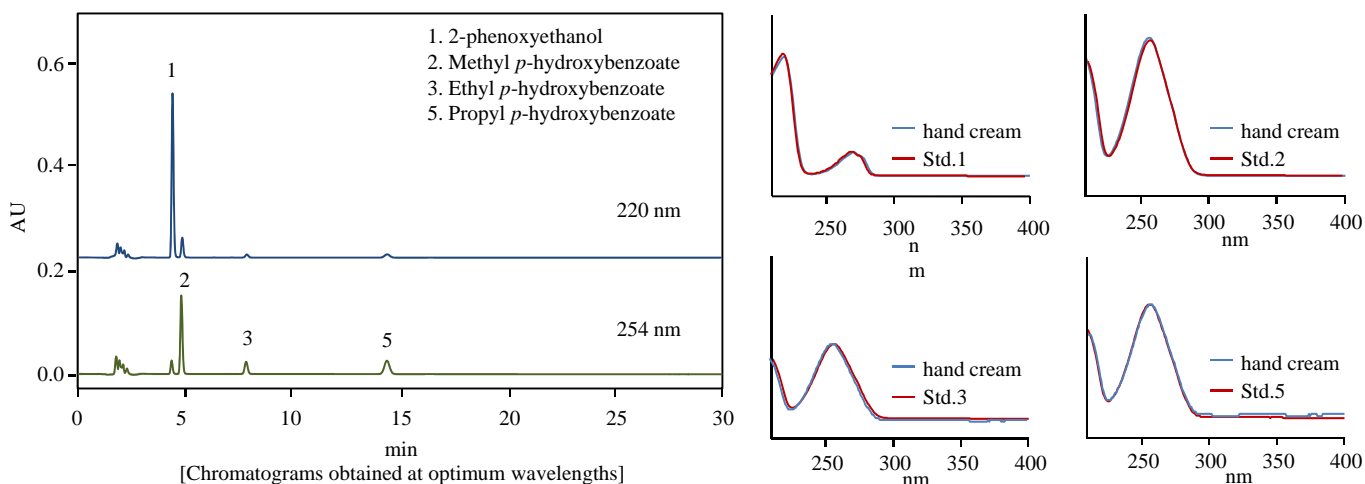 0.6
0.4
0.2
0.0
AU
1
1. 2-phenoxyethanol
2. Methyl p-hydroxybenzoate
3. Ethyl p-hydroxybenzoate
5. Propyl p-hydroxybenzoate
220 nm
2
3
5
254 nm
0 5 10 15 20 25 30
min
[Chromatograms obtained at optimum wavelengths]
hand cream
Std.1
250 300 350 400
n
m
hand cream
Std.2
250 300 350 400
nm
hand cream
Std.3
250 300 350 400
nm
hand cream
Std.5
250 300 350 400
nm